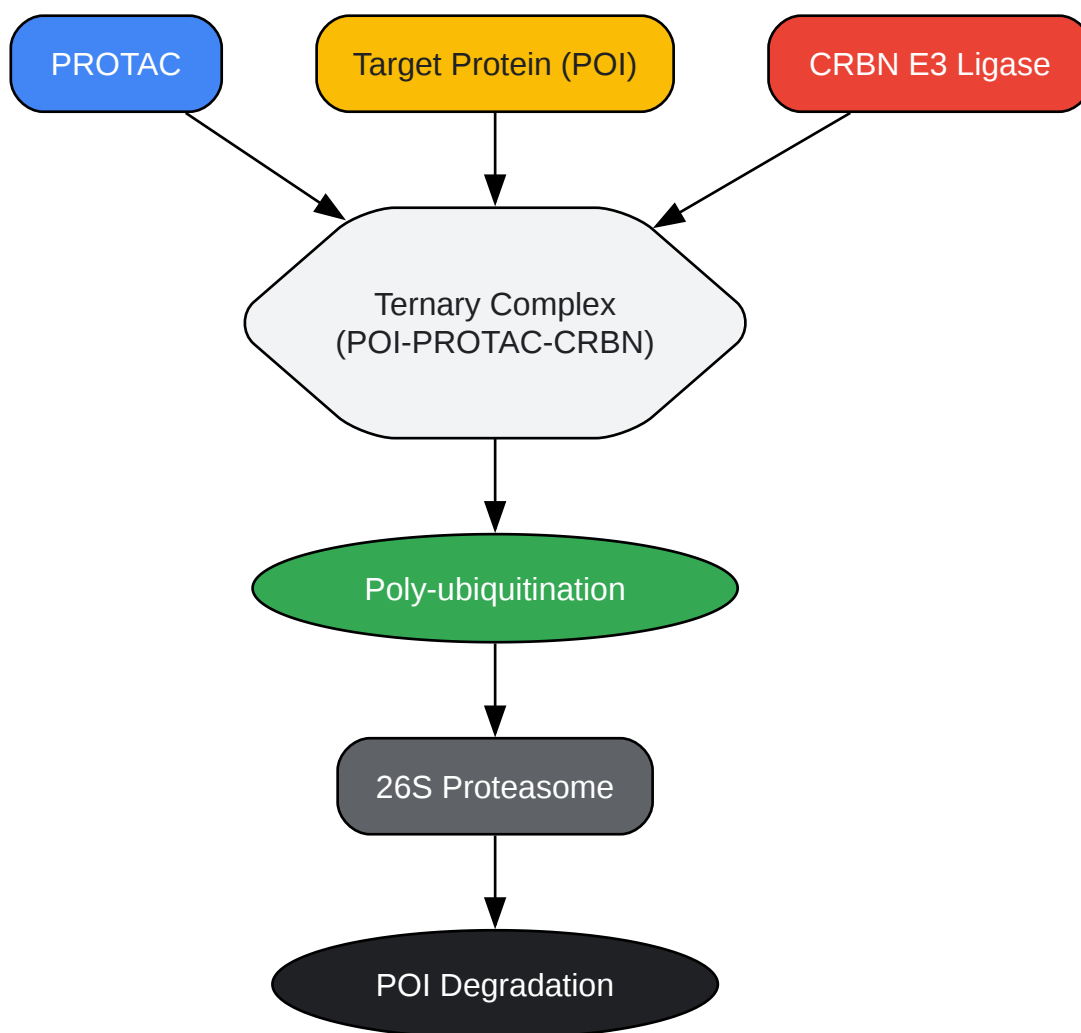 PROTAC
Target Protein (POI)
CRBN E3 Ligase
Ternary Complex
(POI-PROTAC-CRBN)
Poly-ubiquitination
26S Proteasome
POI Degradation